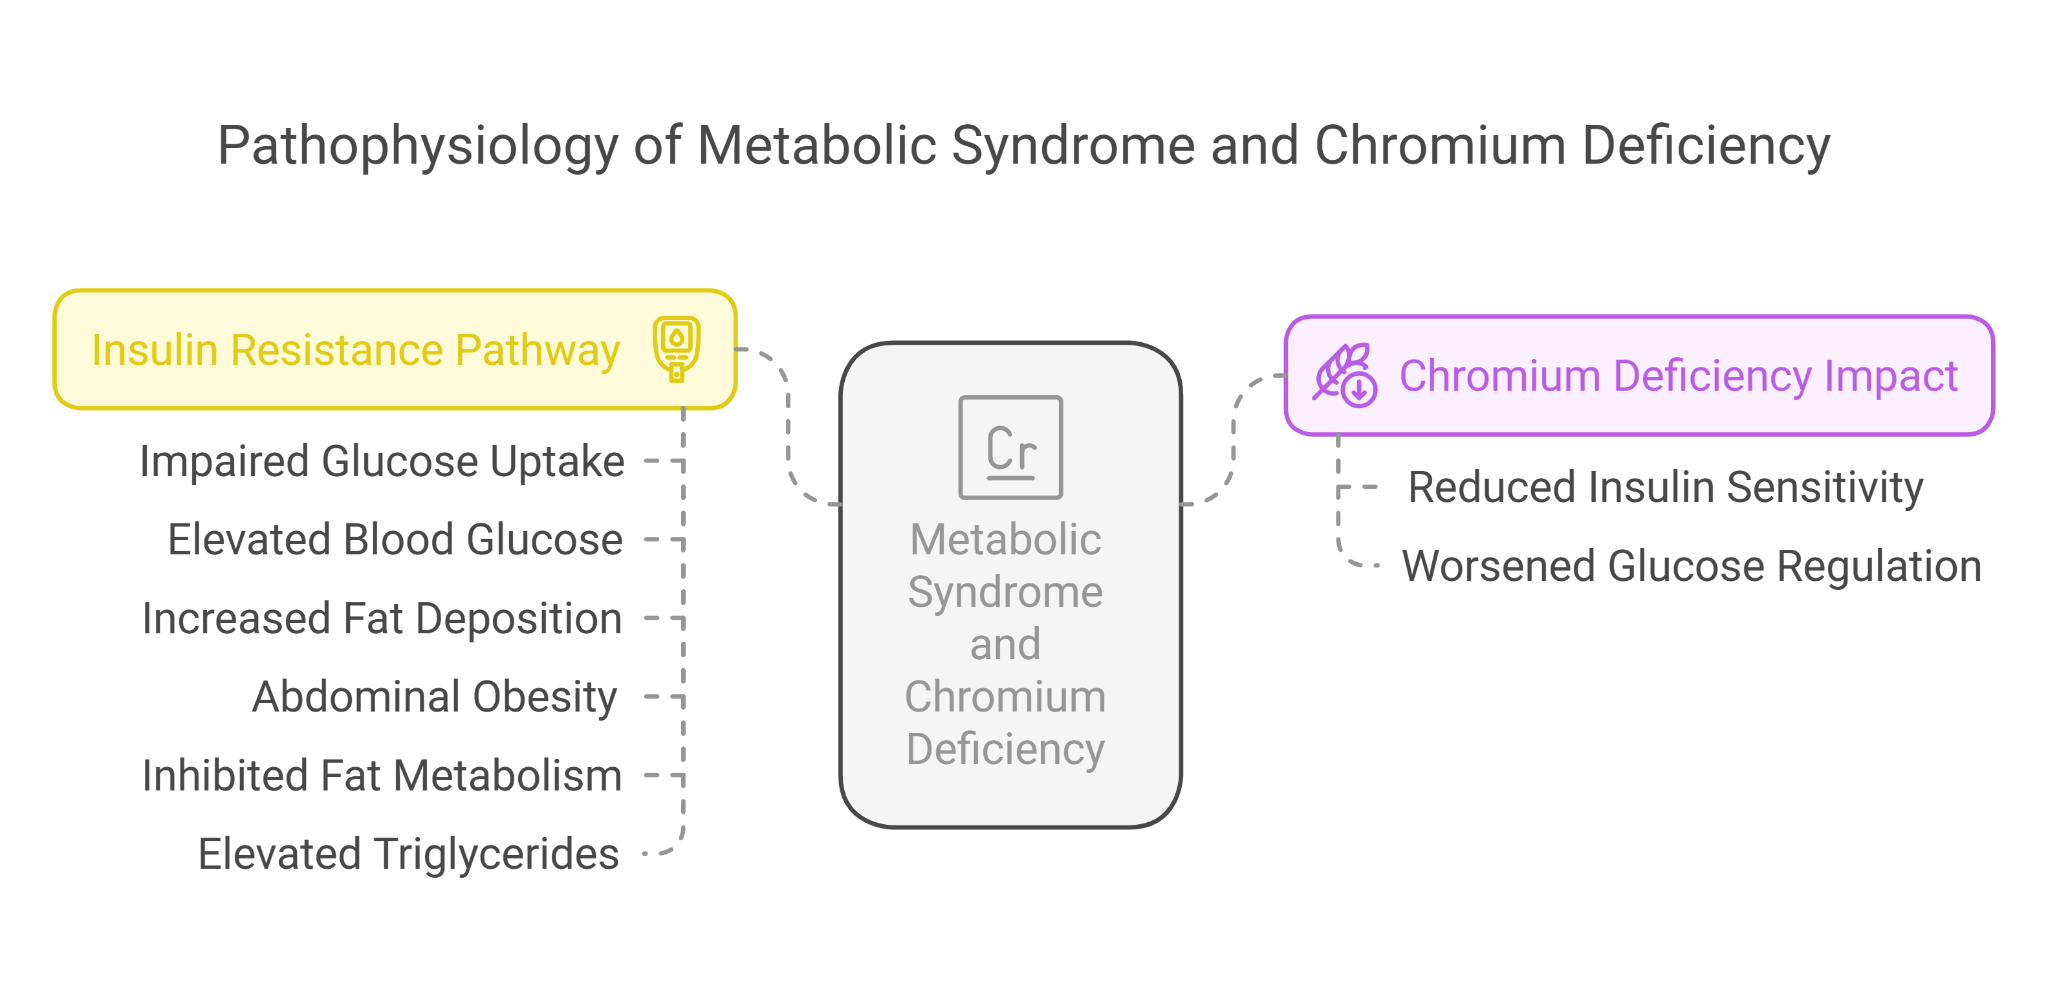 Pathophysiology of Metabolic Syndrome and Chromium Deficiency
Insulin Resistance Pathway
Impaired Glucose Uptake
Elevated Blood Glucose
Increased Fat Deposition
Abdominal Obesity
Inhibited Fat Metabolism
Elevated Triglycerides
Cr
Metabolic
Syndrome
and
Chromium
Deficiency
Chromium Deficiency Impact
Reduced Insulin Sensitivity
Worsened Glucose Regulation